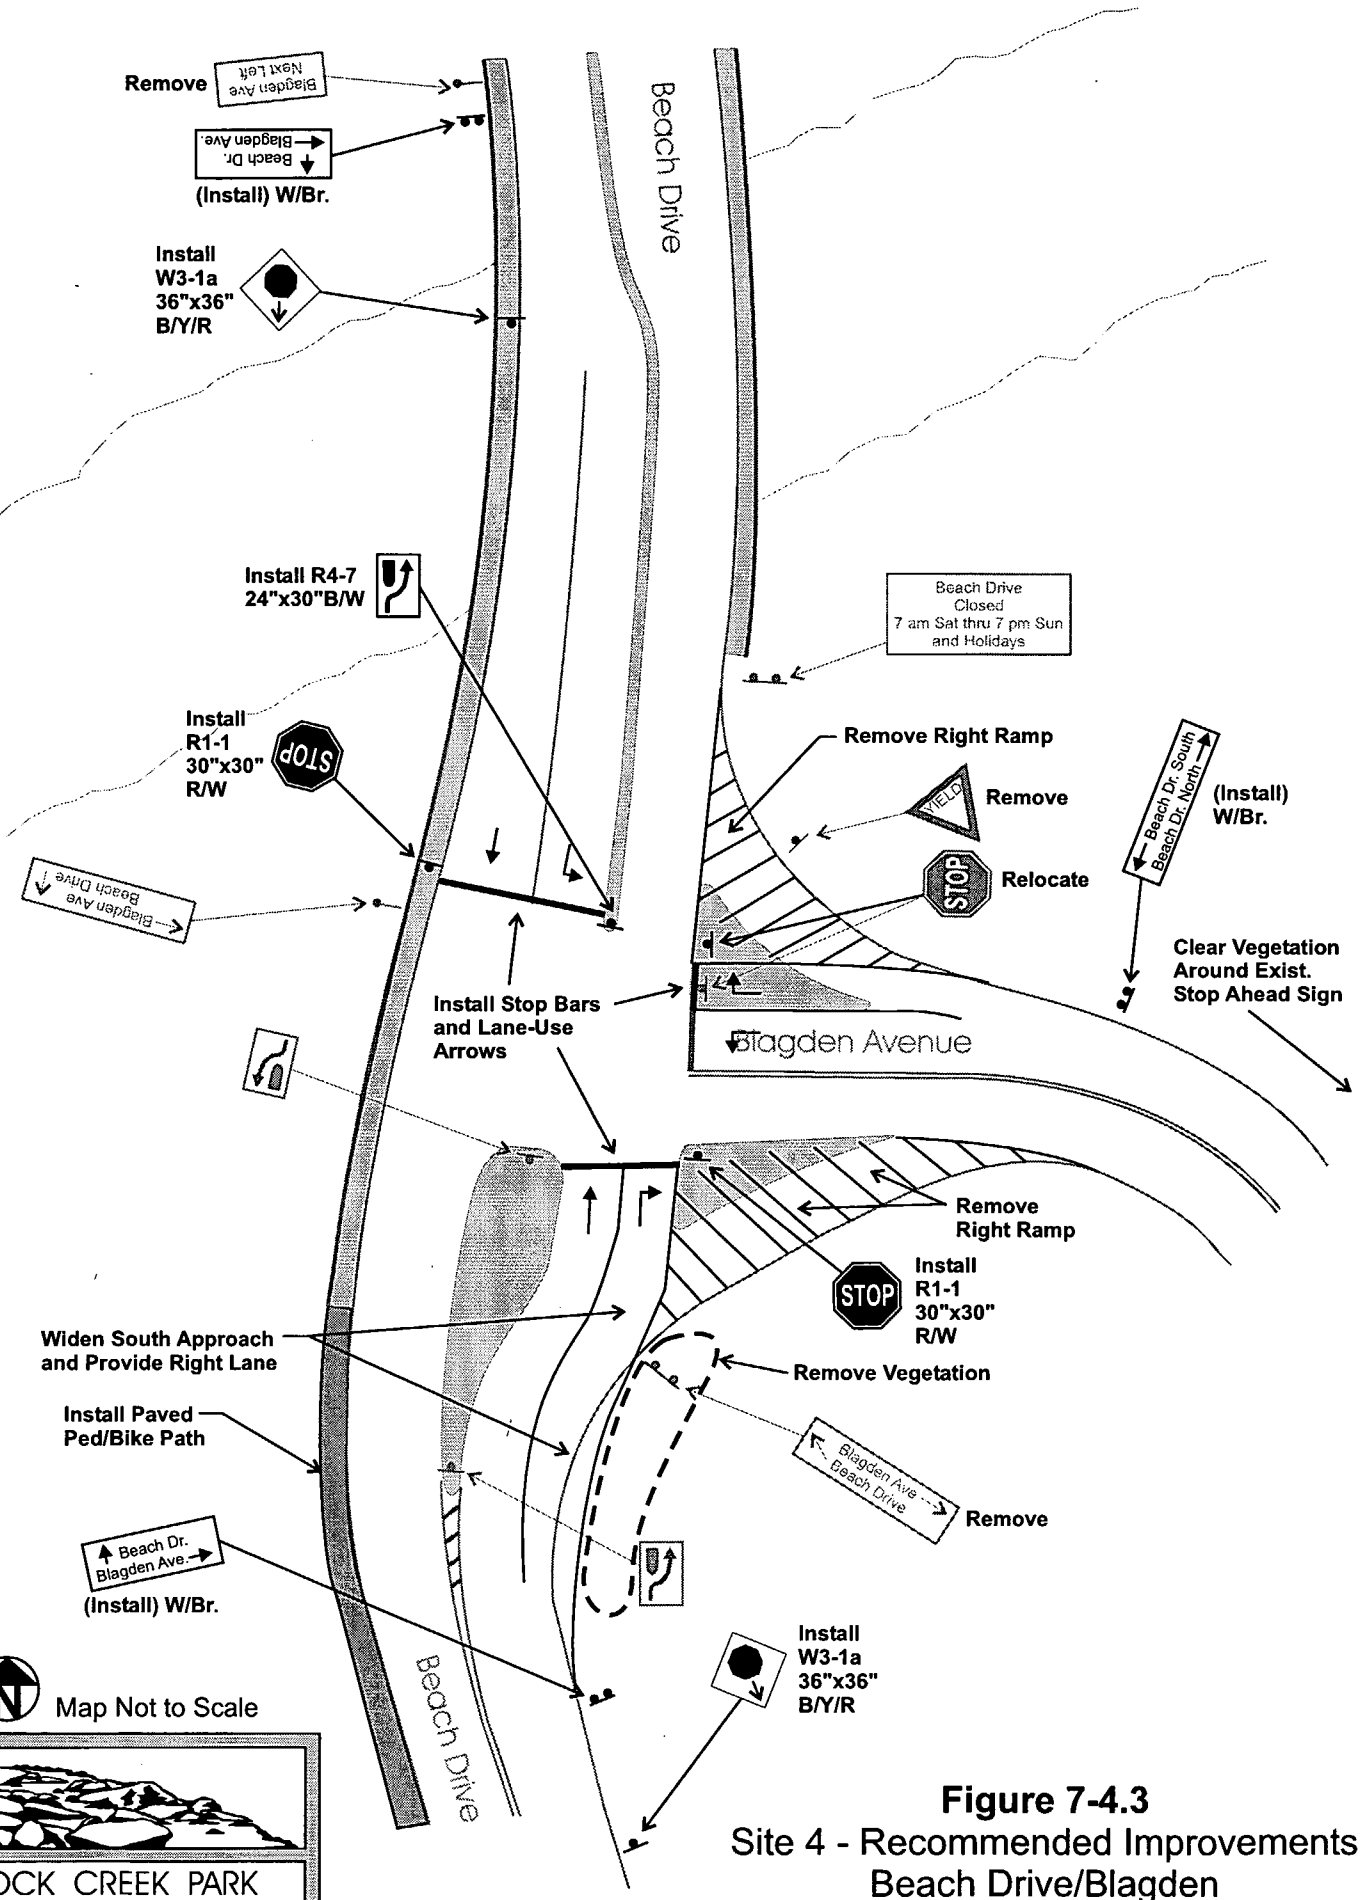 Remove
Blagden Ave
Next Left
Beach Dr.
Blagden Ave.
(Install) W/Br.
Beach Drive
Install
W3-1a
36"x36"
B/Y/R
Install R4-7
24"x30"B/W
Beach Drive
Closed
7 am Sat thru 7 pm Sun
and Holidays
Install
R1-1
30"x30"
R/W
STOP
Remove Right Ramp
YIELD
Remove
Beach Dr. South
Beach Dr. North
(Install)
W/Br.
STOP
Relocate
Blagden Ave
Beach Drive
Clear Vegetation
Around Exist.
Stop Ahead Sign
Install Stop Bars
and Lane-Use
Arrows
Blagden Avenue
Remove
Right Ramp
Install
R1-1
30"x30"
R/W
STOP
Widen South Approach
and Provide Right Lane
Remove Vegetation
Install Paved
Ped/Bike Path
Blagden Ave
Beach Drive
Remove
Beach Dr.
Blagden Ave.
(Install) W/Br.
Install
W3-1a
36"x36"
B/Y/R
Beach Drive
N
Map Not to Scale
OCK CREEK PARK
Figure 7-4.3
Site 4 - Recommended Improvements
Beach Drive/Blagden